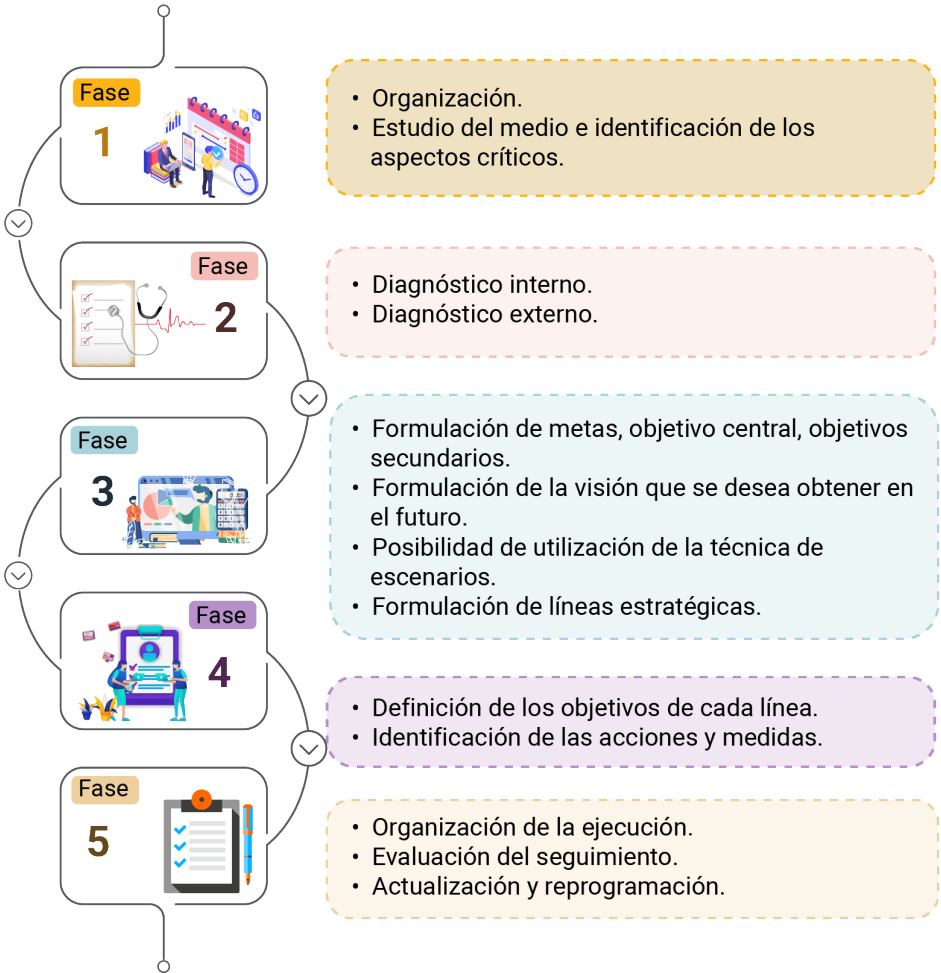 Fase
1
• Organización.
• Estudio del medio e identificación de los
aspectos críticos.
Fase
2
• Diagnóstico interno.
• Diagnóstico externo.
Fase
3
• Formulación de metas, objetivo central, objetivos
secundarios.
• Formulación de la visión que se desea obtener en
el futuro.
• Posibilidad de utilización de la técnica de
escenarios.
• Formulación de líneas estratégicas.
Fase
4
• Definición de los objetivos de cada línea.
• Identificación de las acciones y medidas.
Fase
5
• Organización de la ejecución.
• Evaluación del seguimiento.
• Actualización y reprogramación.